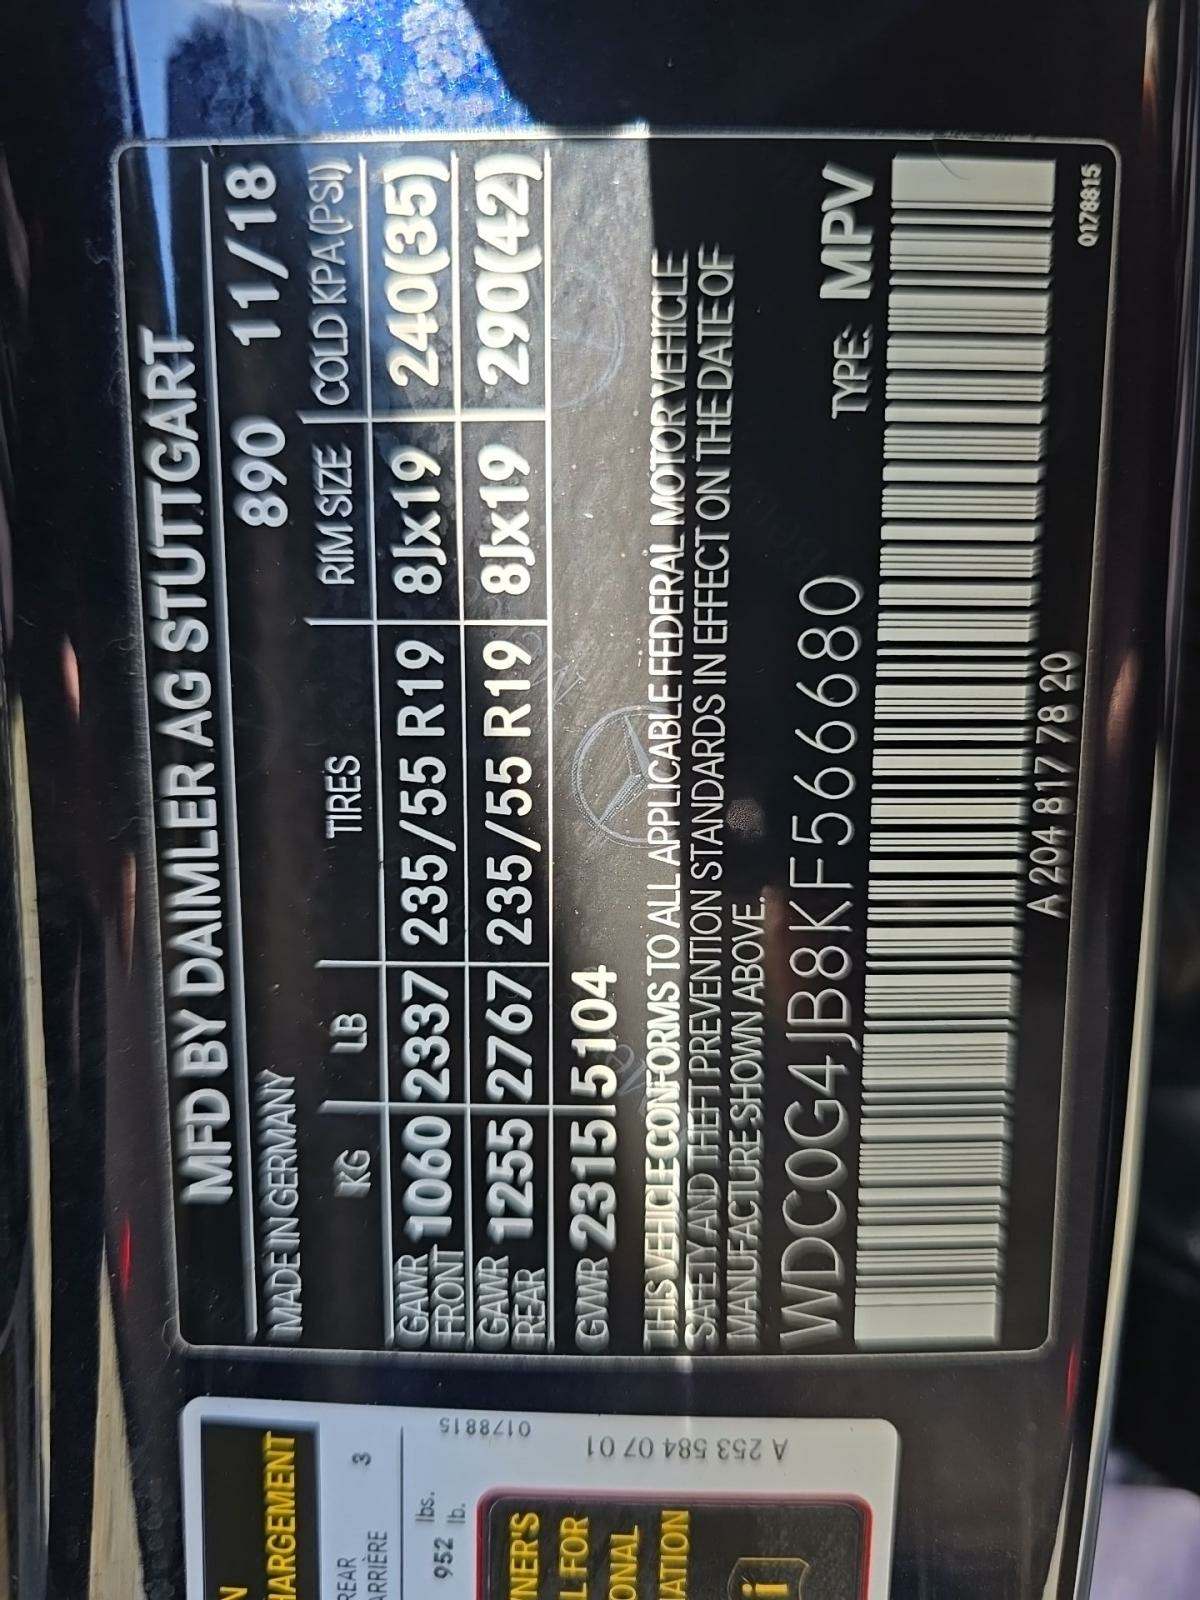 MFD BY DAIMLER AG STUTTGART
MADE IN GERMANY 890 11/18
KG LB TIRES RIM SIZE COLD KPA (PSI)
GAWR FRONT 1060 2337 235/55 R19 8Jx19 240(35)
GAWR REAR 1255 2767 235/55 R19 8Jx19 290(42)
GVWR 2315 5104
THIS VEHICLE CONFORMS TO ALL APPLICABLE FEDERAL MOTOR VEHICLE
SAFETY AND THEFT PREVENTION STANDARDS IN EFFECT ON THE DATE OF
MANUFACTURE SHOWN ABOVE.
WDC0G4JB8KF566680 TYPE: MPV
A 204 817 78 20
0178815
N
HARGEMENT
REAR
ARRIÈRE 3
952 lbs.
lb.
0178815
A 253 584 07 01
NER'S
L FOR
ONAL
ATION
i